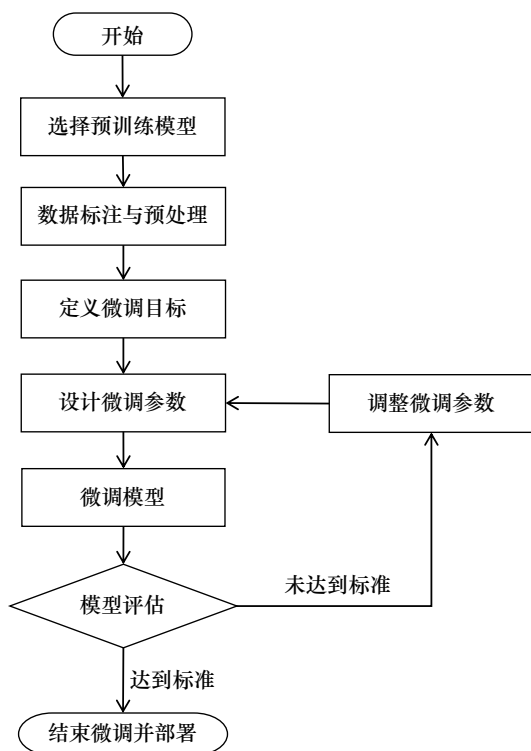 开始
选择预训练模型
数据标注与预处理
定义微调目标
设计微调参数
调整微调参数
微调模型
未达到标准
模型评估
达到标准
结束微调并部署